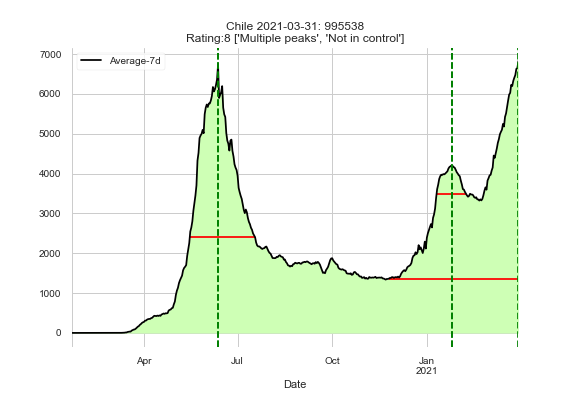 Chile 2021-03-31: 995538
Rating:8 ['Multiple peaks', 'Not in control']
Average-7d
7000
6000
5000
4000
3000
2000
1000
0
Apr
Jul
Oct
Jan
2021
Date